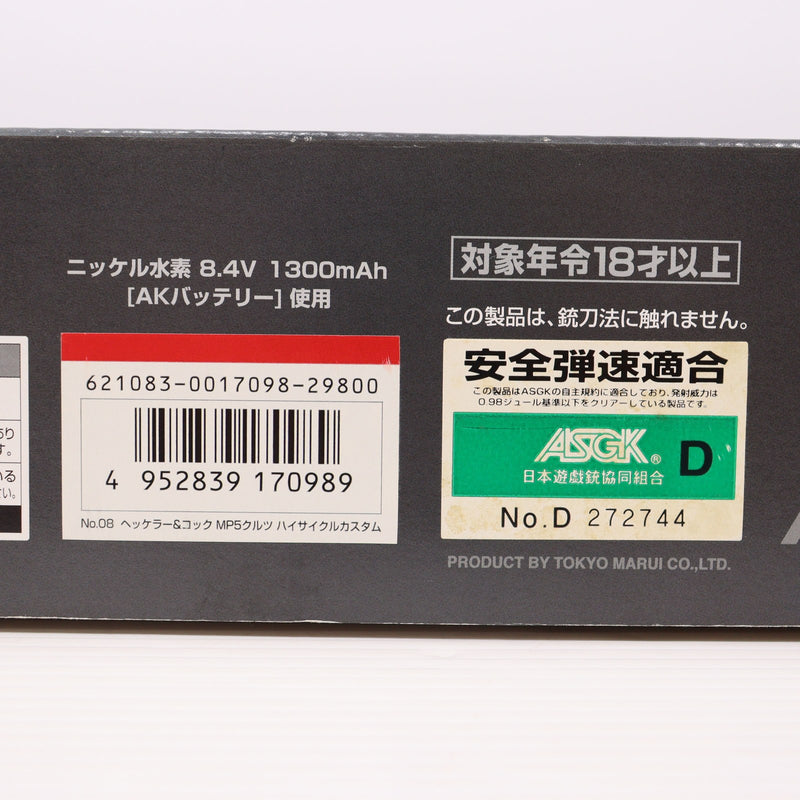 ニッケル水素 8.4V 1300mAh
[AKバッテリー] 使用
621083-0017098-29800
4 952839 170989
No.08 ヘッケラー&コック MP5クルツ ハイサイクルカスタム
対象年令18才以上
この製品は、銃刀法に触れません。
安全弾速適合
この製品はASGKの自主規約に適合しており、発射威力は
0.98ジュール基準以下をクリアーしている製品です。
ASGK® D
日本遊戯銃協同組合
No.D 272744
PRODUCT BY TOKYO MARUI CO.,LTD.